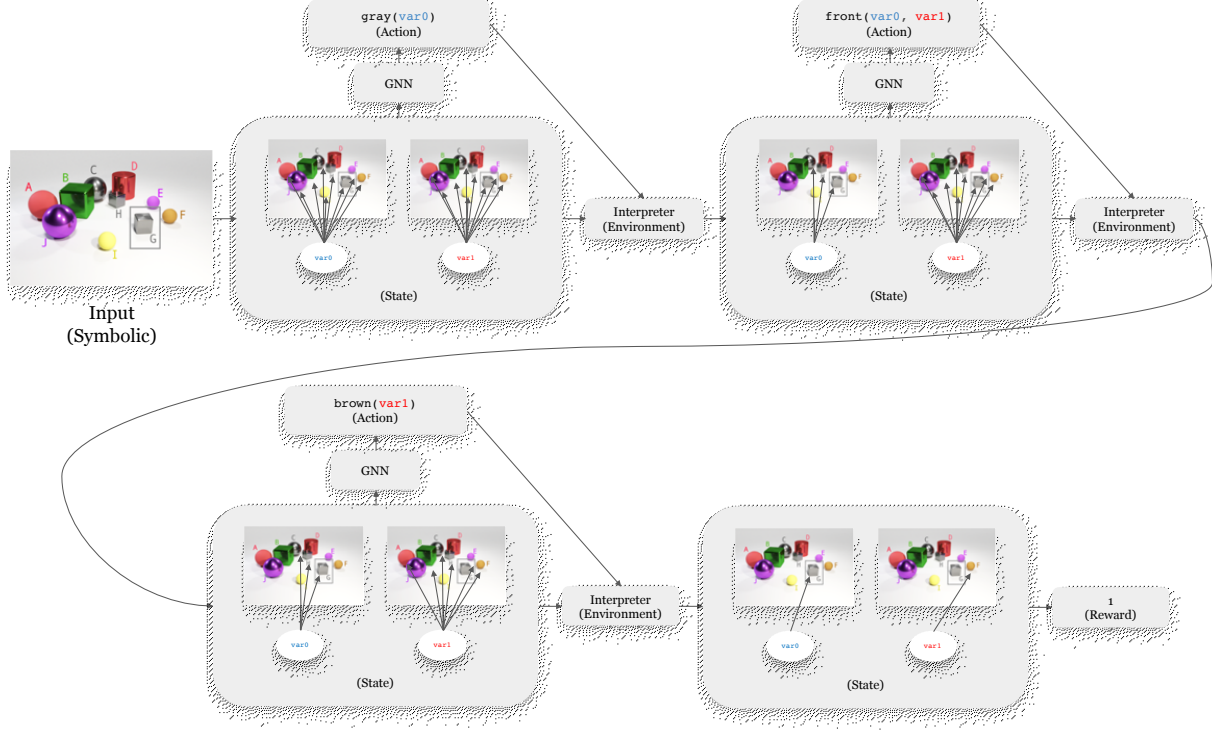 gray(var0)
(Action)
front(var0, var1)
(Action)
GNN
GNN
A
B
C
D
E
F
G
H
I
J
Input
(Symbolic)
A
B
C
D
E
F
G
H
J
var0
A
B
C
D
E
F
G
H
J
var1
(State)
Interpreter
(Environment)
A
B
C
D
E
F
G
H
J
var0
A
B
C
D
E
F
G
H
J
var1
(State)
Interpreter
(Environment)
brown(var1)
(Action)
GNN
A
B
C
D
E
F
G
J
var0
A
B
C
D
E
F
G
J
var1
(State)
Interpreter
(Environment)
A
B
C
D
E
F
G
H
I
J
var0
A
B
C
D
E
F
G
H
I
J
var1
(State)
1
(Reward)